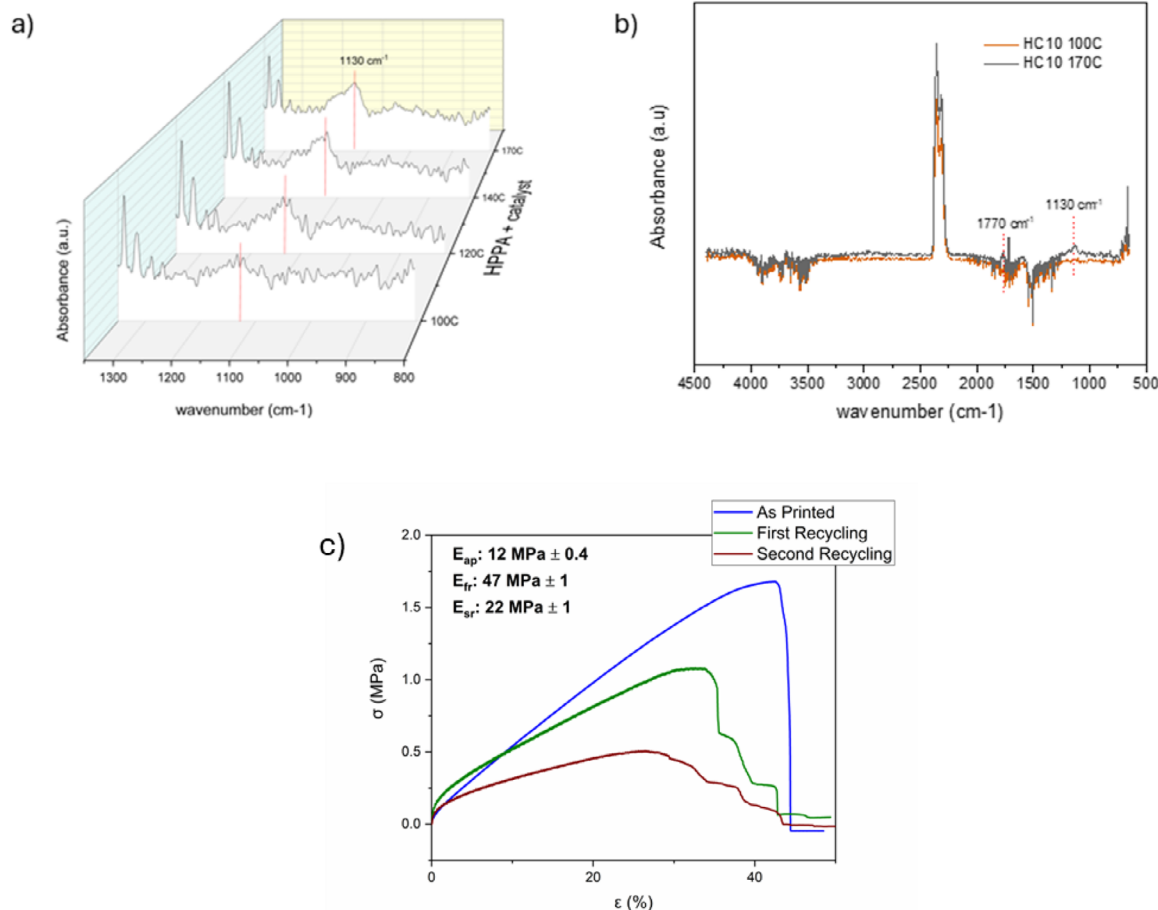 a)
1130 cm⁻¹
Absorbance (a.u.)
170C
140C
120C
100C
HPPA + catalyst
1300 1200 1100 1000 900 800
wavenumber (cm-1)
b)
HC10 100C
HC10 170C
Absorbance (a.u)
1770 cm⁻¹
1130 cm⁻¹
4500 4000 3500 3000 2500 2000 1500 1000 500
wavenumber (cm-1)
c)
As Printed
First Recycling
Second Recycling
Eap: 12 MPa ± 0.4
Efr: 47 MPa ± 1
Esr: 22 MPa ± 1
2.0
1.5
1.0
0.5
0.0
σ (MPa)
0 20 40
ε (%)